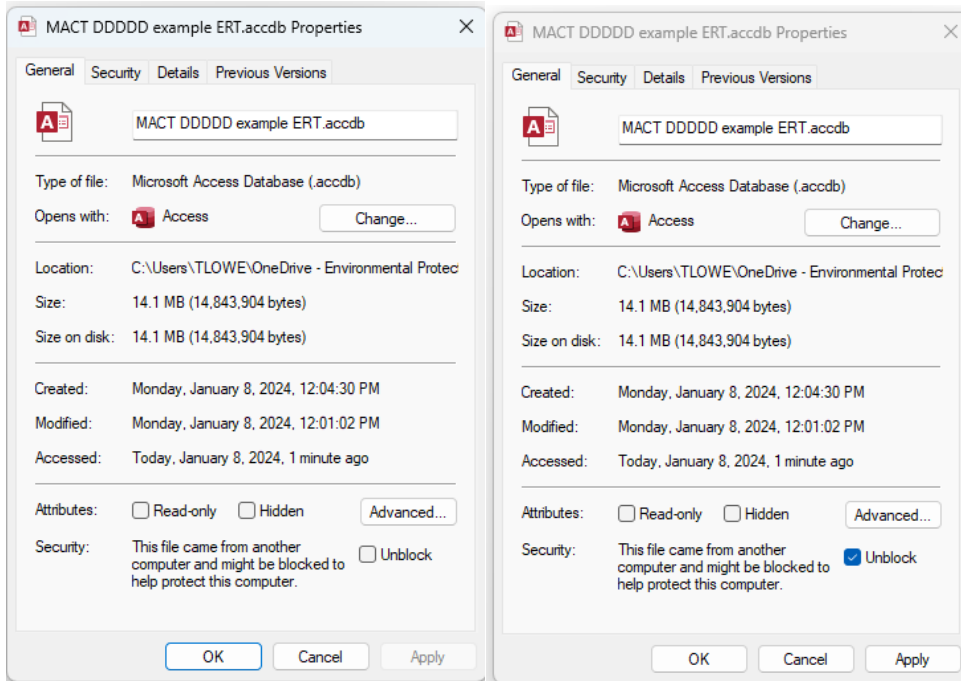 MACT DDDDD example ERT.accdb Properties
General Security Details Previous Versions
MACT DDDDD example ERT.accdb
Type of file: Microsoft Access Database (.accdb)
Opens with: Access Change...
Location: C:\Users\TLOWE\OneDrive - Environmental Protec
Size: 14.1 MB (14,843,904 bytes)
Size on disk: 14.1 MB (14,843,904 bytes)
Created: Monday, January 8, 2024, 12:04:30 PM
Modified: Monday, January 8, 2024, 12:01:02 PM
Accessed: Today, January 8, 2024, 1 minute ago
Attributes: Read-only Hidden Advanced...
Security: This file came from another
computer and might be blocked to
help protect this computer.
Unblock
OK Cancel Apply
MACT DDDDD example ERT.accdb Properties
General Security Details Previous Versions
MACT DDDDD example ERT.accdb
Type of file: Microsoft Access Database (.accdb)
Opens with: Access Change...
Location: C:\Users\TLOWE\OneDrive - Environmental Protec
Size: 14.1 MB (14,843,904 bytes)
Size on disk: 14.1 MB (14,843,904 bytes)
Created: Monday, January 8, 2024, 12:04:30 PM
Modified: Monday, January 8, 2024, 12:01:02 PM
Accessed: Today, January 8, 2024, 1 minute ago
Attributes: Read-only Hidden Advanced...
Security: This file came from another
computer and might be blocked to
help protect this computer.
Unblock
OK Cancel Apply